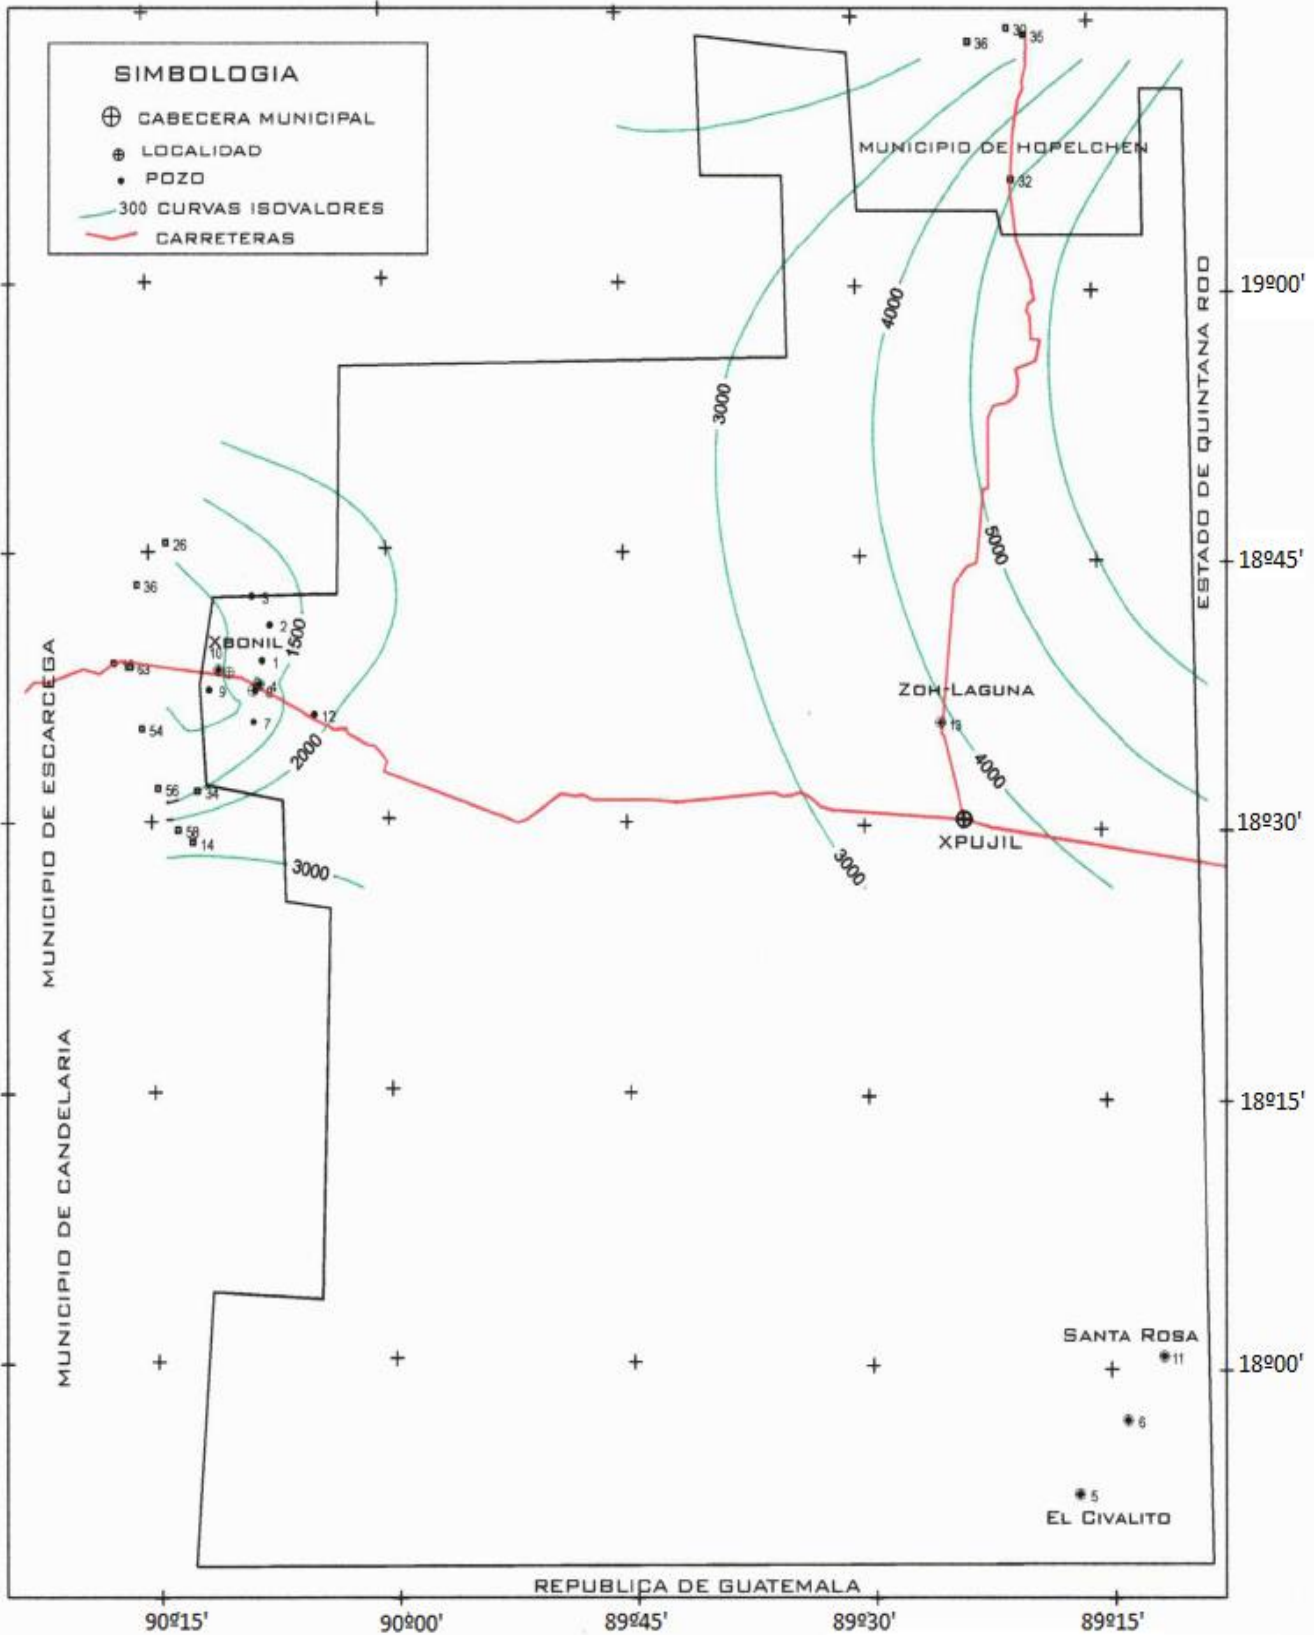 SIMBOLOGIA
CABECERA MUNICIPAL
LOCALIDAD
POZO
300 CURVAS ISOVALORES
CARRETERAS
36
30
35
MUNICIPIO DE HOPELCHEN
32
19º00'
4000
3000
ESTADO DE QUINTANA ROO
5000
18º45'
26
36
3
2
1500
XBONIL
10
1
63
4
9
7
12
54
2000
56
34
58
14
3000
ZOH-LAGUNA
13
4000
XPUJIL
3000
18º30'
MUNICIPIO DE ESCARCEGA
MUNICIPIO DE CANDELARIA
18º15'
SANTA ROSA
11
18º00'
6
5
EL CIVALITO
REPUBLICA DE GUATEMALA
90º15' 90º00' 89º45' 89º30' 89º15'